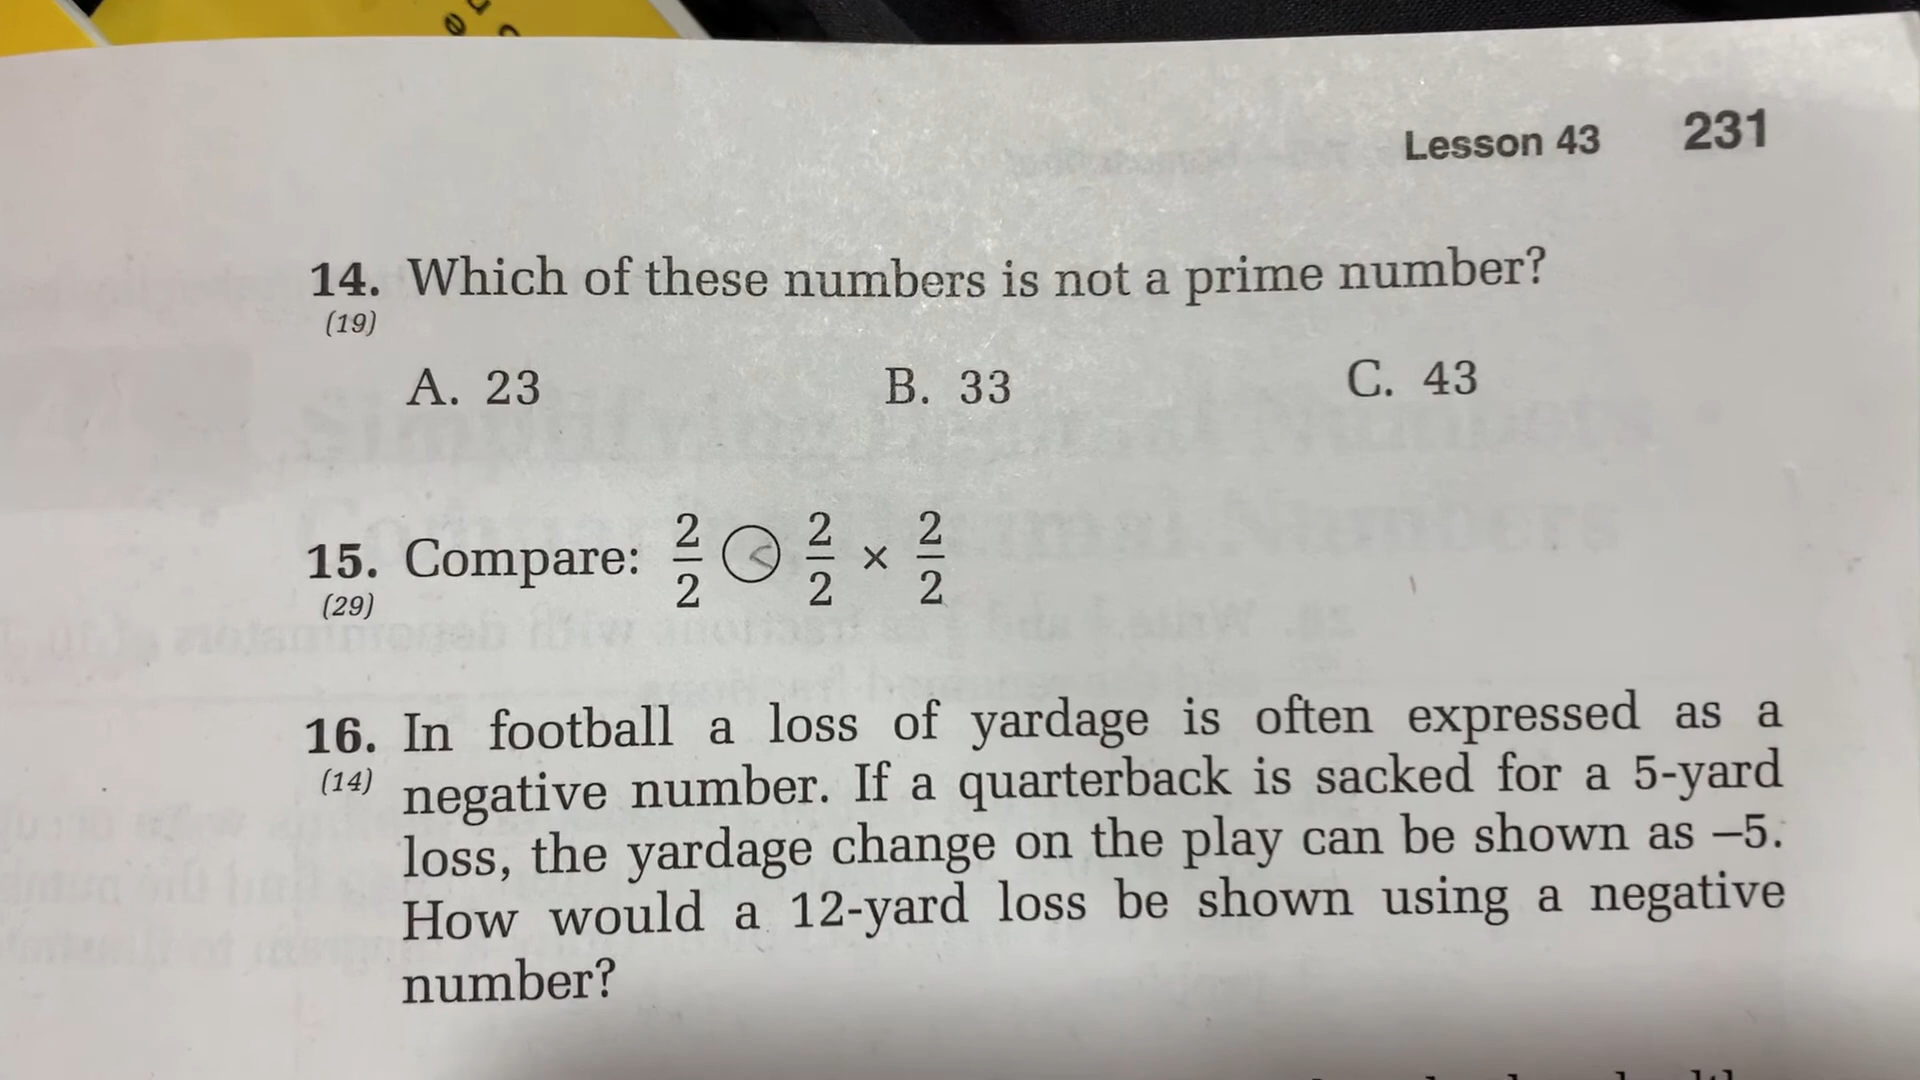 Lesson 43 231
14. Which of these numbers is not a prime number?
(19)
A. 23 B. 33 C. 43
15. Compare: 2/2 < 2/2 × 2/2
(29)
16. In football a loss of yardage is often expressed as a
(14) negative number. If a quarterback is sacked for a 5-yard
loss, the yardage change on the play can be shown as –5.
How would a 12-yard loss be shown using a negative
number?